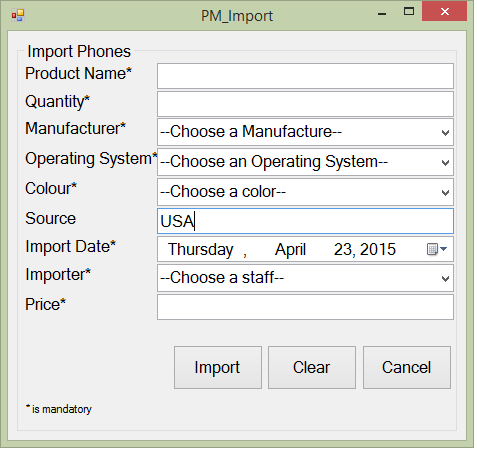 PM_Import
Import Phones
Product Name*
Quantity*
Manufacturer* --Choose a Manufacture--
Operating System* --Choose an Operating System--
Colour* --Choose a color--
Source USA
Import Date* Thursday , April 23, 2015
Importer* --Choose a staff--
Price*
Import Clear Cancel
* is mandatory